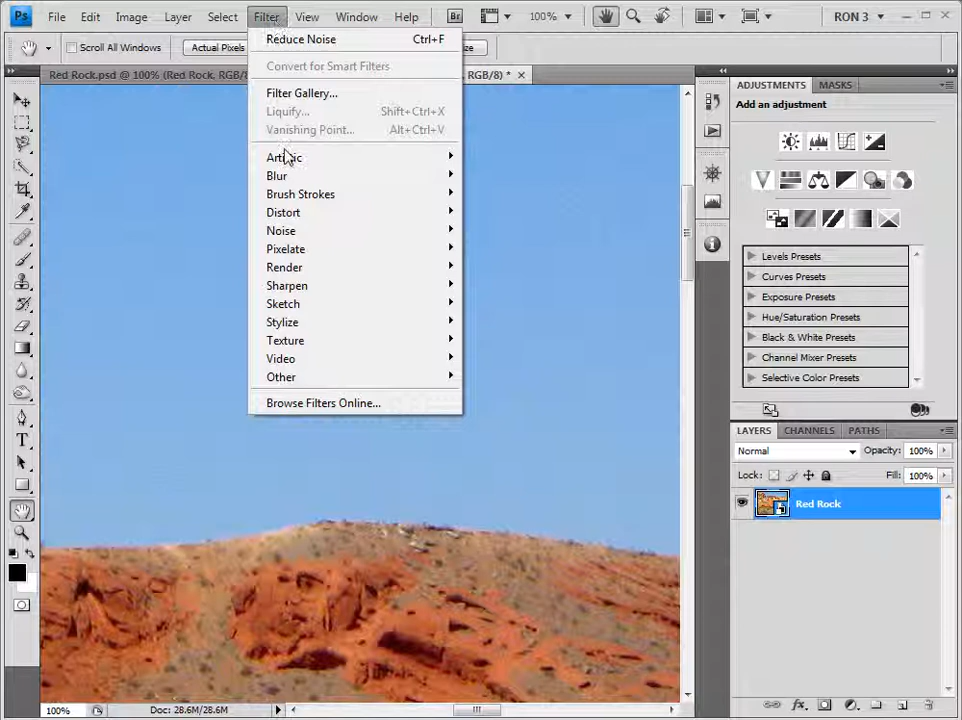 Ps File Edit Image Layer Select Filter View Window Help Br 100% RON 3
Scroll All Windows Actual Pixels
Red Rock.psd @ 100% (Red Rock, RGB/8) , RGB/8) *
Reduce Noise Ctrl+F
Convert for Smart Filters
Filter Gallery...
Liquify... Shift+Ctrl+X
Vanishing Point... Alt+Ctrl+V
Artistic
Blur
Brush Strokes
Distort
Noise
Pixelate
Render
Sharpen
Sketch
Stylize
Texture
Video
Other
Browse Filters Online...
ADJUSTMENTS MASKS
Add an adjustment
Levels Presets
Curves Presets
Exposure Presets
Hue/Saturation Presets
Black & White Presets
Channel Mixer Presets
Selective Color Presets
LAYERS CHANNELS PATHS
Normal Opacity: 100%
Lock: Fill: 100%
Red Rock
100% Doc: 28.6M/28.6M